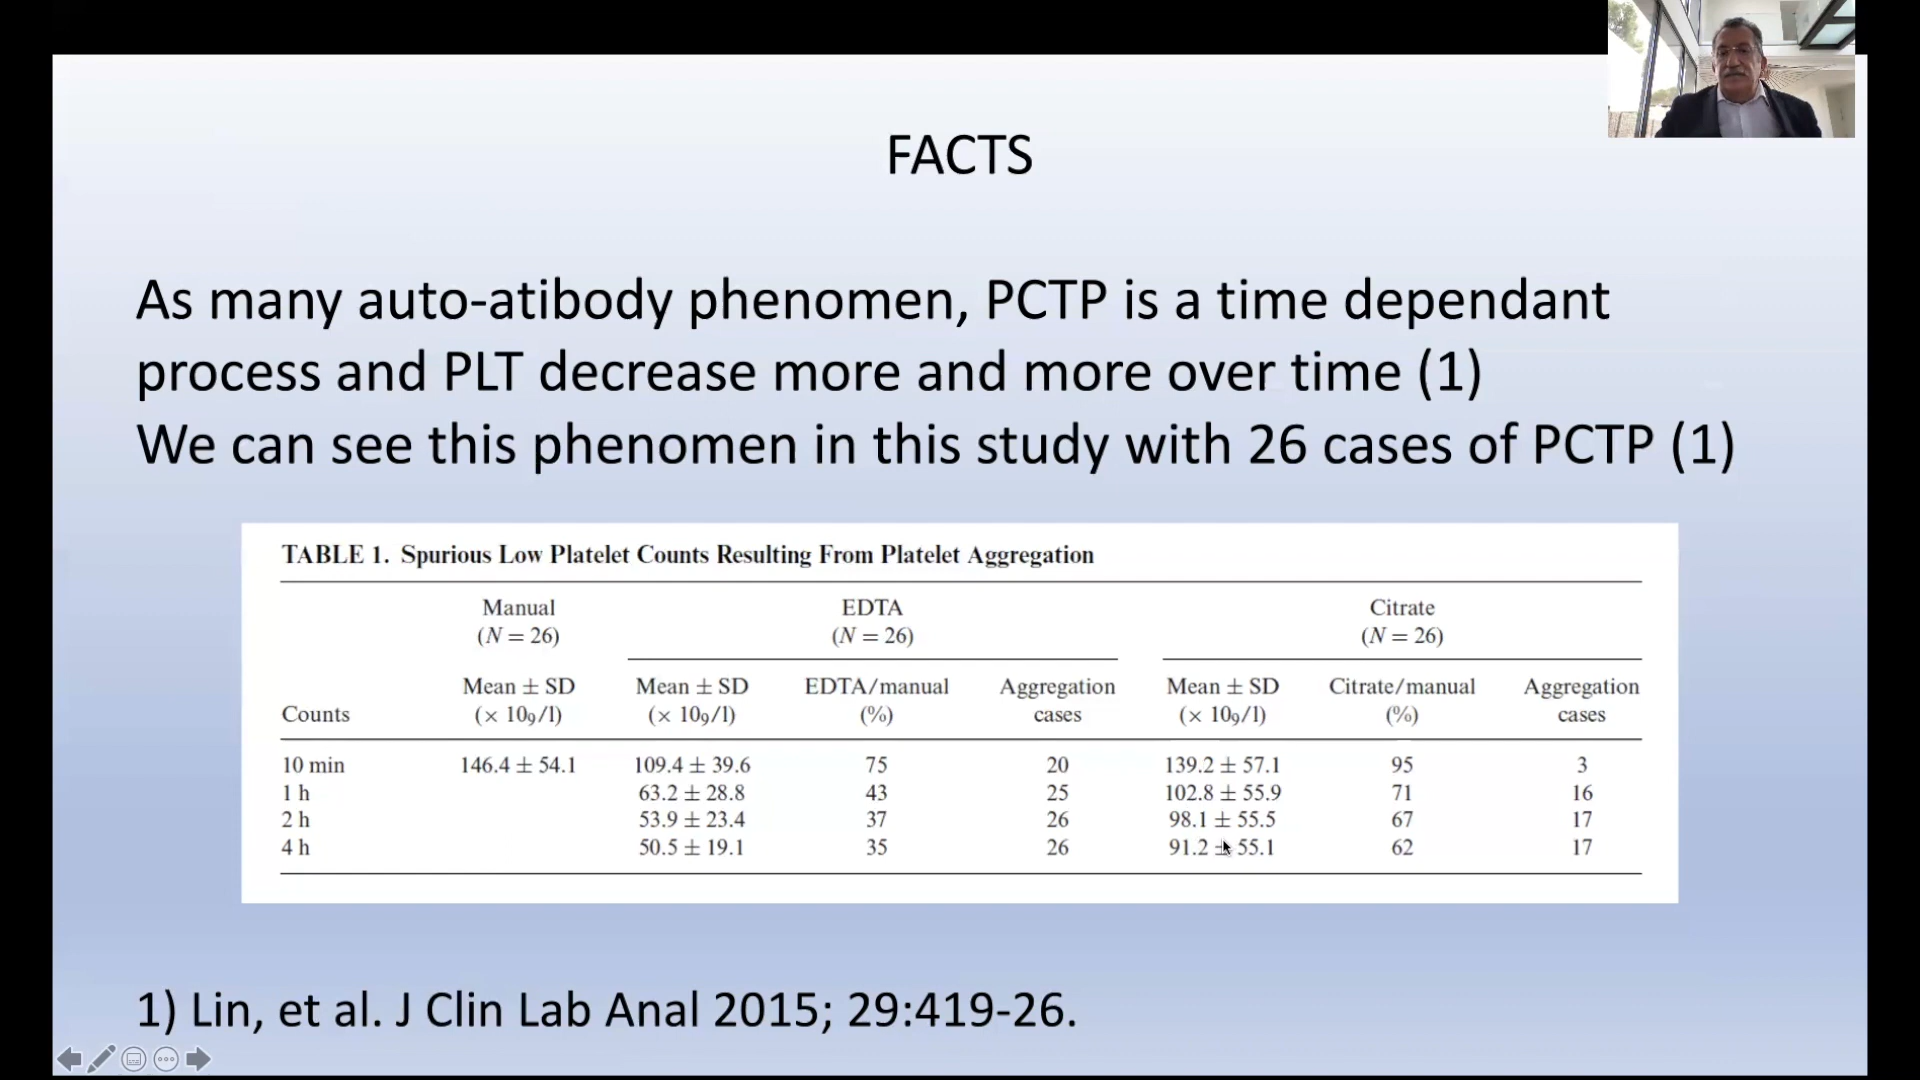 FACTS
As many auto-atibody phenomen, PCTP is a time dependant
process and PLT decrease more and more over time (1)
We can see this phenomen in this study with 26 cases of PCTP (1)
TABLE 1. Spurious Low Platelet Counts Resulting From Platelet Aggregation
Manual EDTA Citrate
(N = 26) (N = 26) (N = 26)
Mean ± SD Mean ± SD EDTA/manual Aggregation Mean ± SD Citrate/manual Aggregation
Counts (× 10₉/l) (× 10₉/l) (%) cases (× 10₉/l) (%) cases
10 min 146.4 ± 54.1 109.4 ± 39.6 75 20 139.2 ± 57.1 95 3
1 h 63.2 ± 28.8 43 25 102.8 ± 55.9 71 16
2 h 53.9 ± 23.4 37 26 98.1 ± 55.5 67 17
4 h 50.5 ± 19.1 35 26 91.2 ± 55.1 62 17
1) Lin, et al. J Clin Lab Anal 2015; 29:419-26.